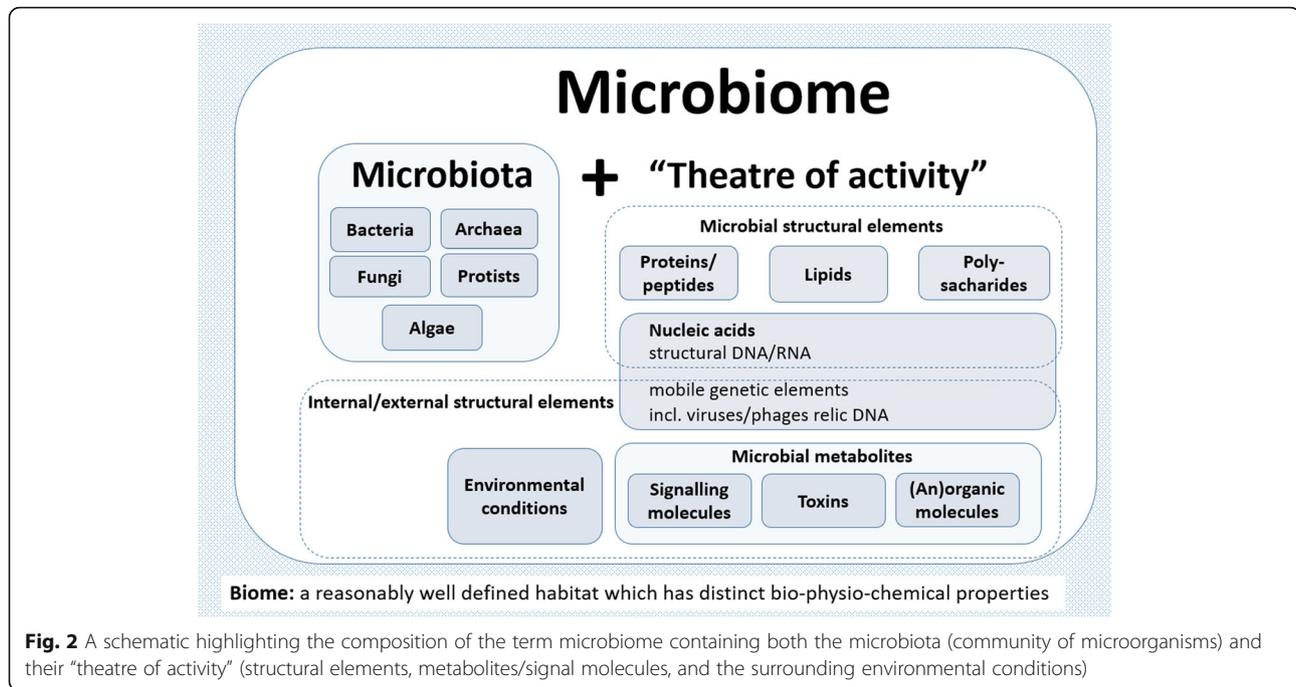 Microbiome
Microbiota
+
“Theatre of activity”
Bacteria
Archaea
Fungi
Protists
Algae
Microbial structural elements
Proteins/
peptides
Lipids
Poly-
sacharides
Nucleic acids
structural DNA/RNA
mobile genetic elements
incl. viruses/phages relic DNA
Internal/external structural elements
Environmental
conditions
Microbial metabolites
Signalling
molecules
Toxins
(An)organic
molecules
Biome: a reasonably well defined habitat which has distinct bio-physio-chemical properties
Fig. 2 A schematic highlighting the composition of the term microbiome containing both the microbiota (community of microorganisms) and
their “theatre of activity” (structural elements, metabolites/signal molecules, and the surrounding environmental conditions)